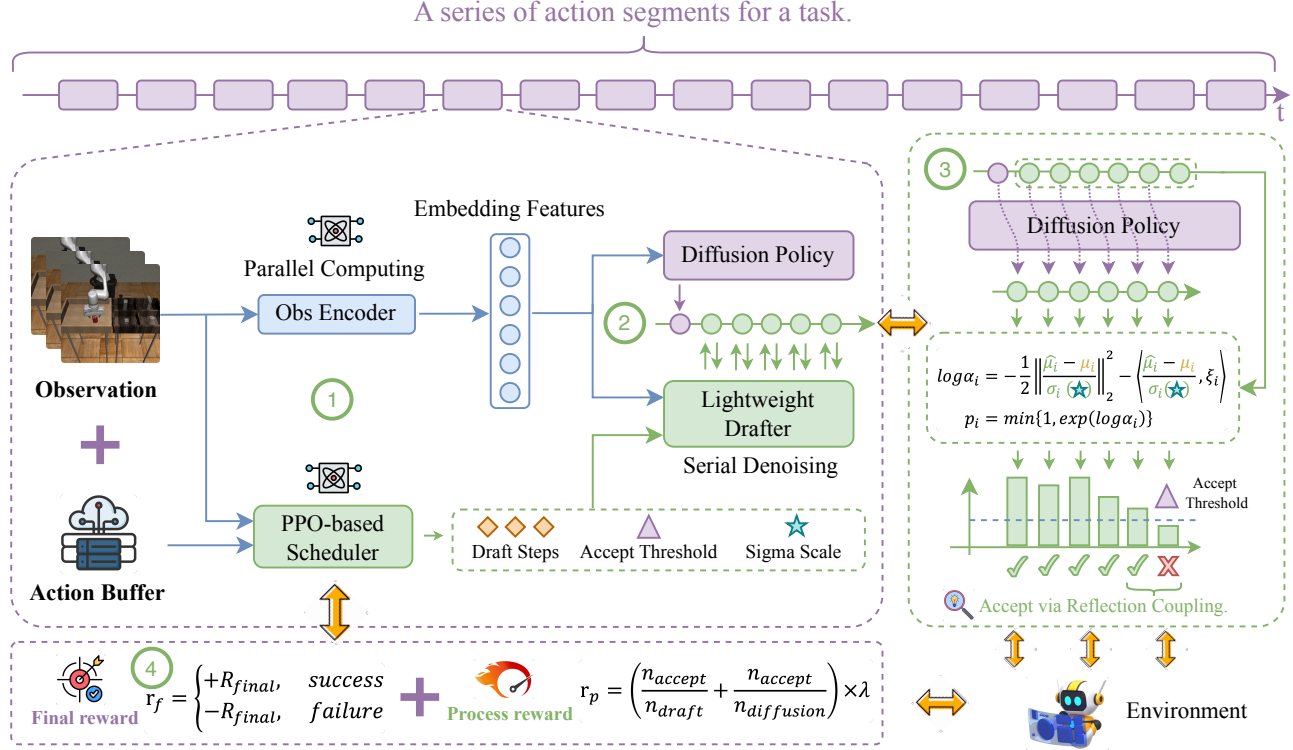 A series of action segments for a task.
t
Observation
Action Buffer
Parallel Computing
Obs Encoder
1
PPO-based
Scheduler
Embedding Features
Diffusion Policy
2
Lightweight
Drafter
Serial Denoising
Draft Steps
Accept Threshold
Sigma Scale
3
Diffusion Policy
logα_i = -1/2 ‖(μ̂_i − μ_i)/(σ_i (★))‖_2^2 − ⟨(μ̂_i − μ_i)/(σ_i (★)), ξ_i⟩
p_i = min{1, exp(logα_i)}
Accept
Threshold
Accept via Reflection Coupling.
4
Final reward
r_f = { +R_final, success
−R_final, failure
Process reward
r_p = (n_accept/n_draft + n_accept/n_diffusion) × λ
Environment